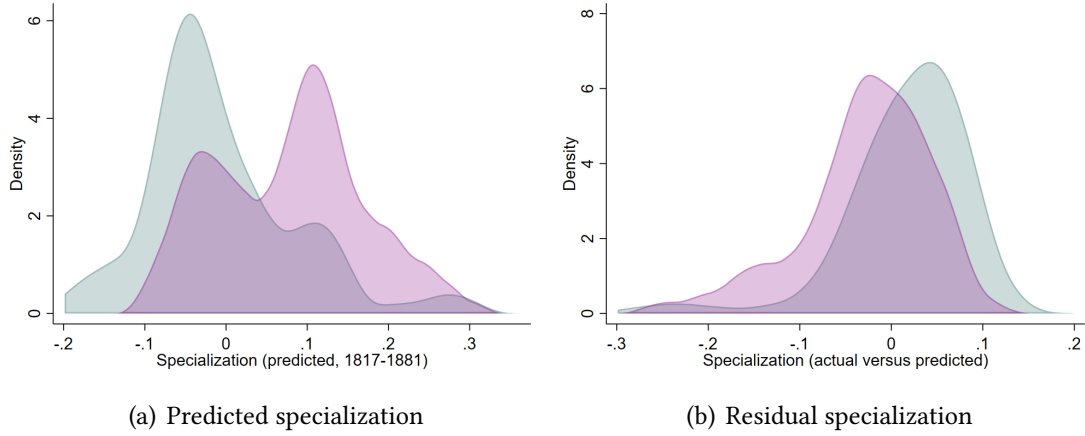 6
4
2
0
Density
-.2 -.1 0 .1 .2 .3
Specialization (predicted, 1817-1881)
(a) Predicted specialization
8
6
4
2
0
Density
-.3 -.2 -.1 0 .1 .2
Specialization (actual versus predicted)
(b) Residual specialization